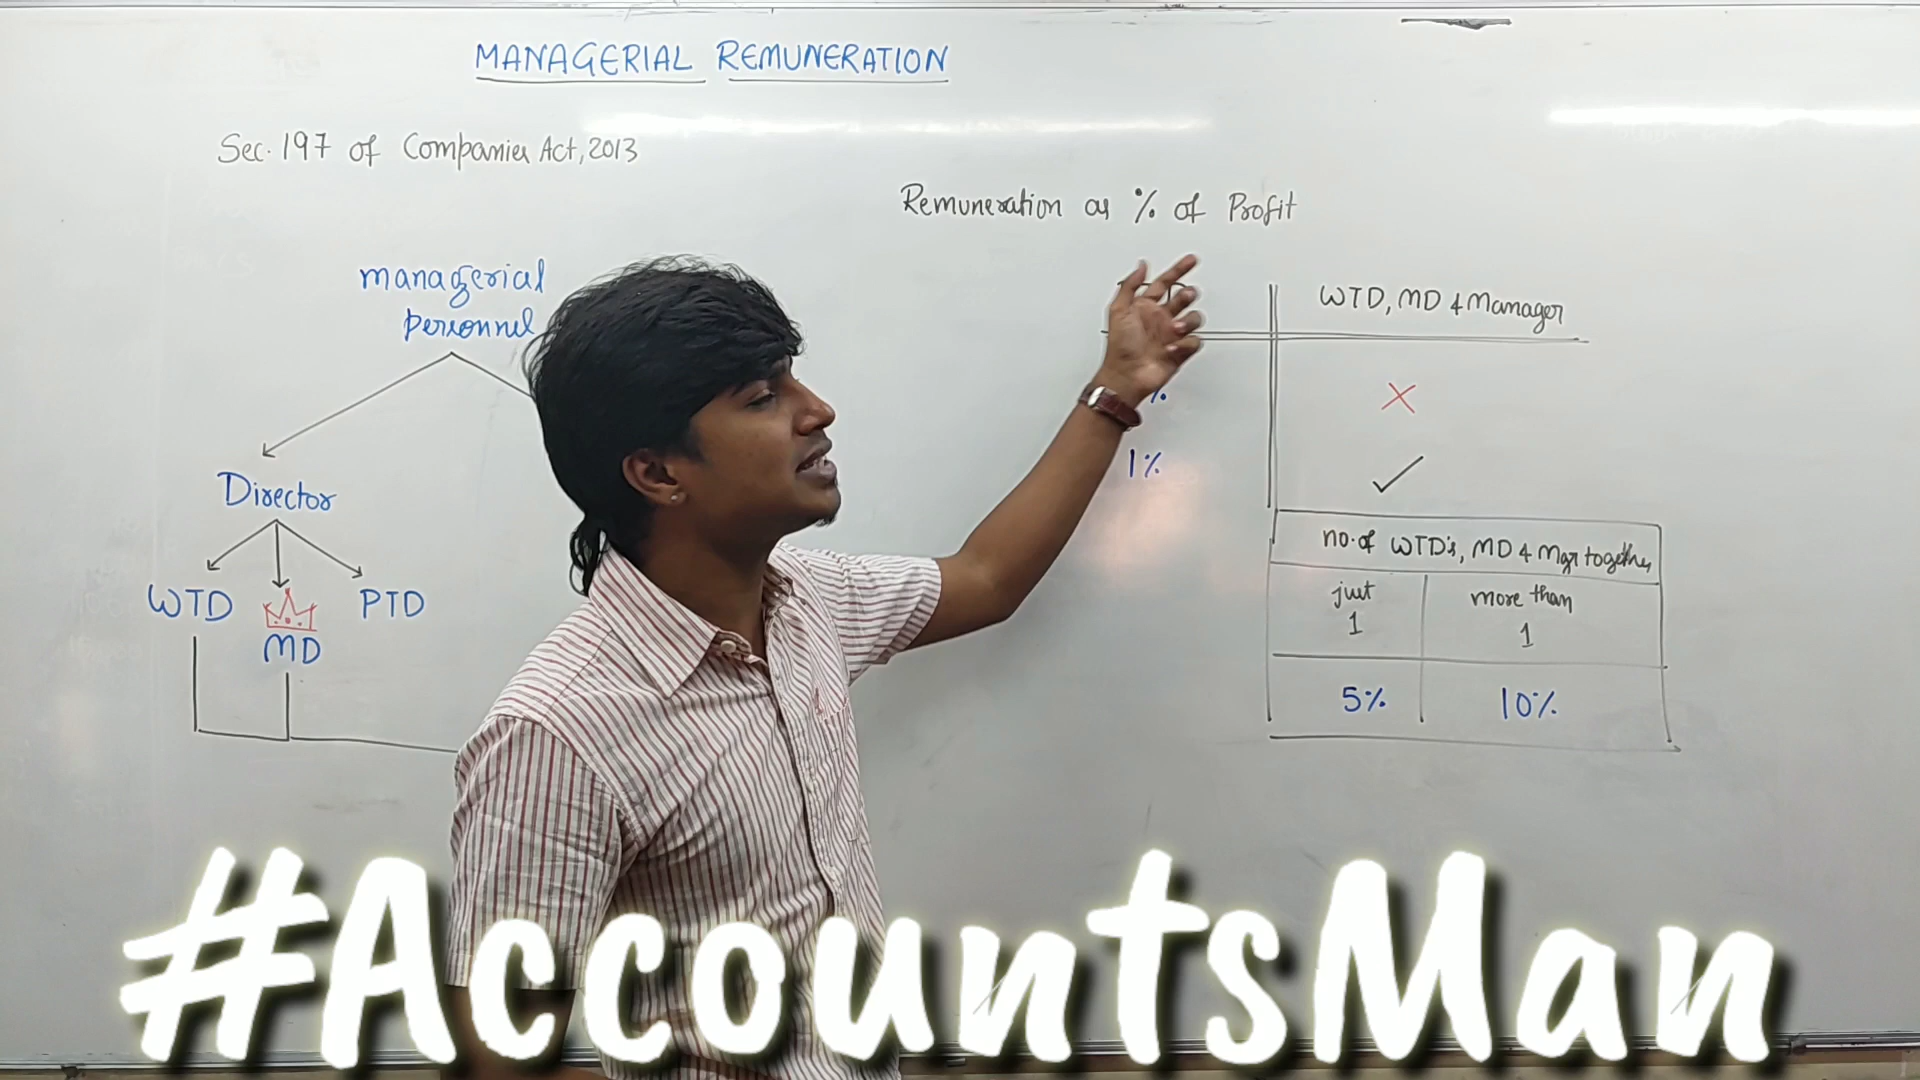 MANAGERIAL REMUNERATION
Sec. 197 of Companies Act, 2013
Remuneration as % of Profit
managerial
personnel
Director
WTD
MD
PTD
WTD, MD & Manager
%
1%
no. of WTD's, MD & Mgr together
just
1
more than
1
5%
10%
#AccountsMan